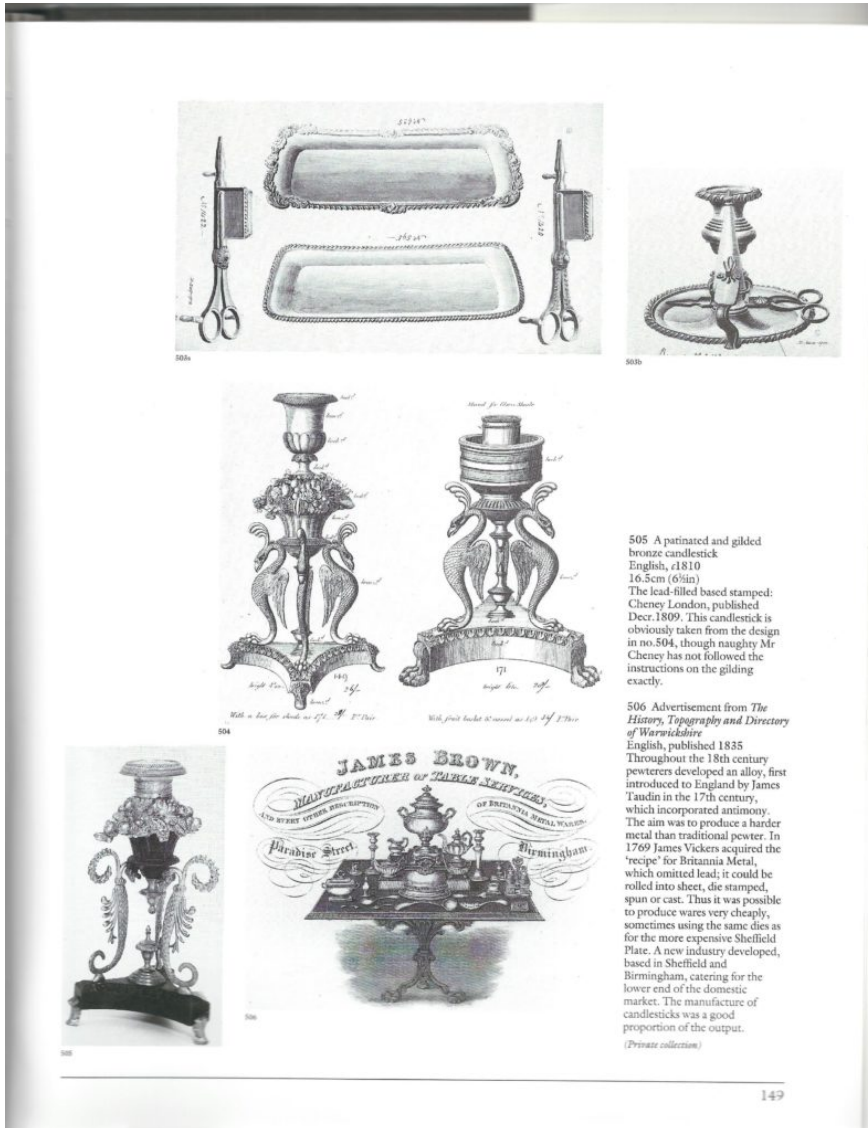 503a
503b
504
With a box for shade as 171
171
505 A patinated and gilded
bronze candlestick
English, c1810
16.5cm (6½in)
The lead-filled based stamped:
Cheney London, published
Decr.1809. This candlestick is
obviously taken from the design
in no.504, though naughty Mr
Cheney has not followed the
instructions on the gilding
exactly.
506 Advertisement from The
History, Topography and Directory
of Warwickshire
English, published 1835
Throughout the 18th century
pewterers developed an alloy, first
introduced to England by James
Taudin in the 17th century,
which incorporated antimony.
The aim was to produce a harder
metal than traditional pewter. In
1769 James Vickers acquired the
‘recipe’ for Britannia Metal,
which omitted lead; it could be
rolled into sheet, die stamped,
spun or cast. Thus it was possible
to produce wares very cheaply,
sometimes using the same dies as
for the more expensive Sheffield
Plate. A new industry developed,
based in Sheffield and
Birmingham, catering for the
lower end of the domestic
market. The manufacture of
candlesticks was a good
proportion of the output.
(Private collection)
JAMES BROWN,
MANUFACTURER OF TABLE SERVICES,
AND EVERY OTHER DESCRIPTION
OF BRITANNIA METAL WARES.
Paradise Street,
Birmingham.
505
506
149